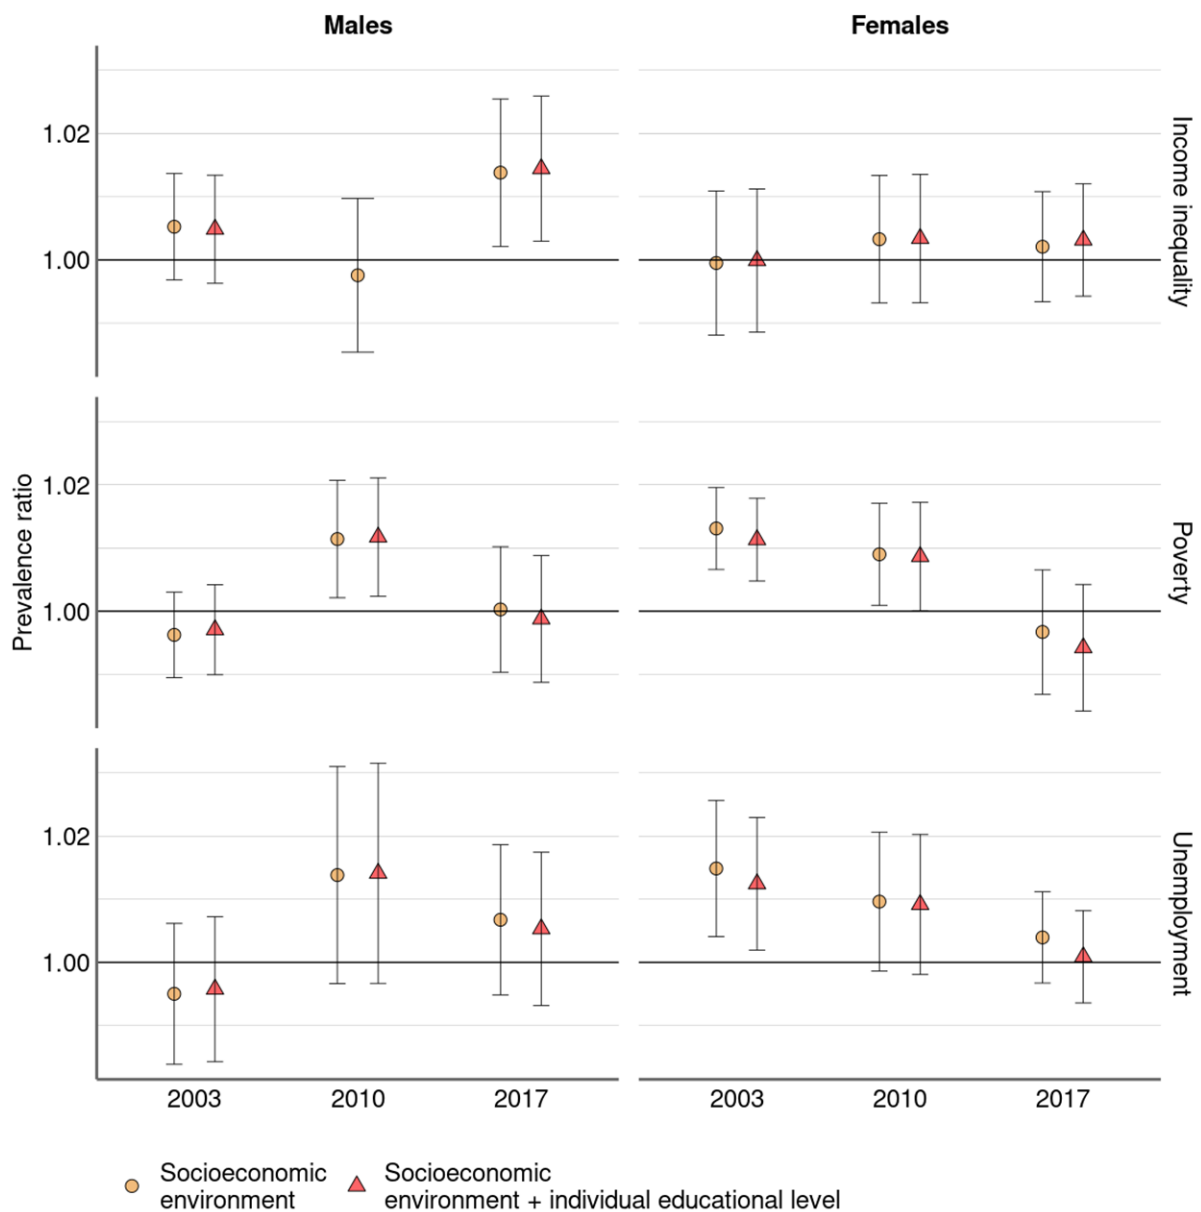 Males
Females
1.02
1.00
Income inequality
Prevalence ratio
1.02
1.00
Poverty
1.02
1.00
Unemployment
2003
2010
2017
2003
2010
2017
Socioeconomic
environment
Socioeconomic
environment + individual educational level